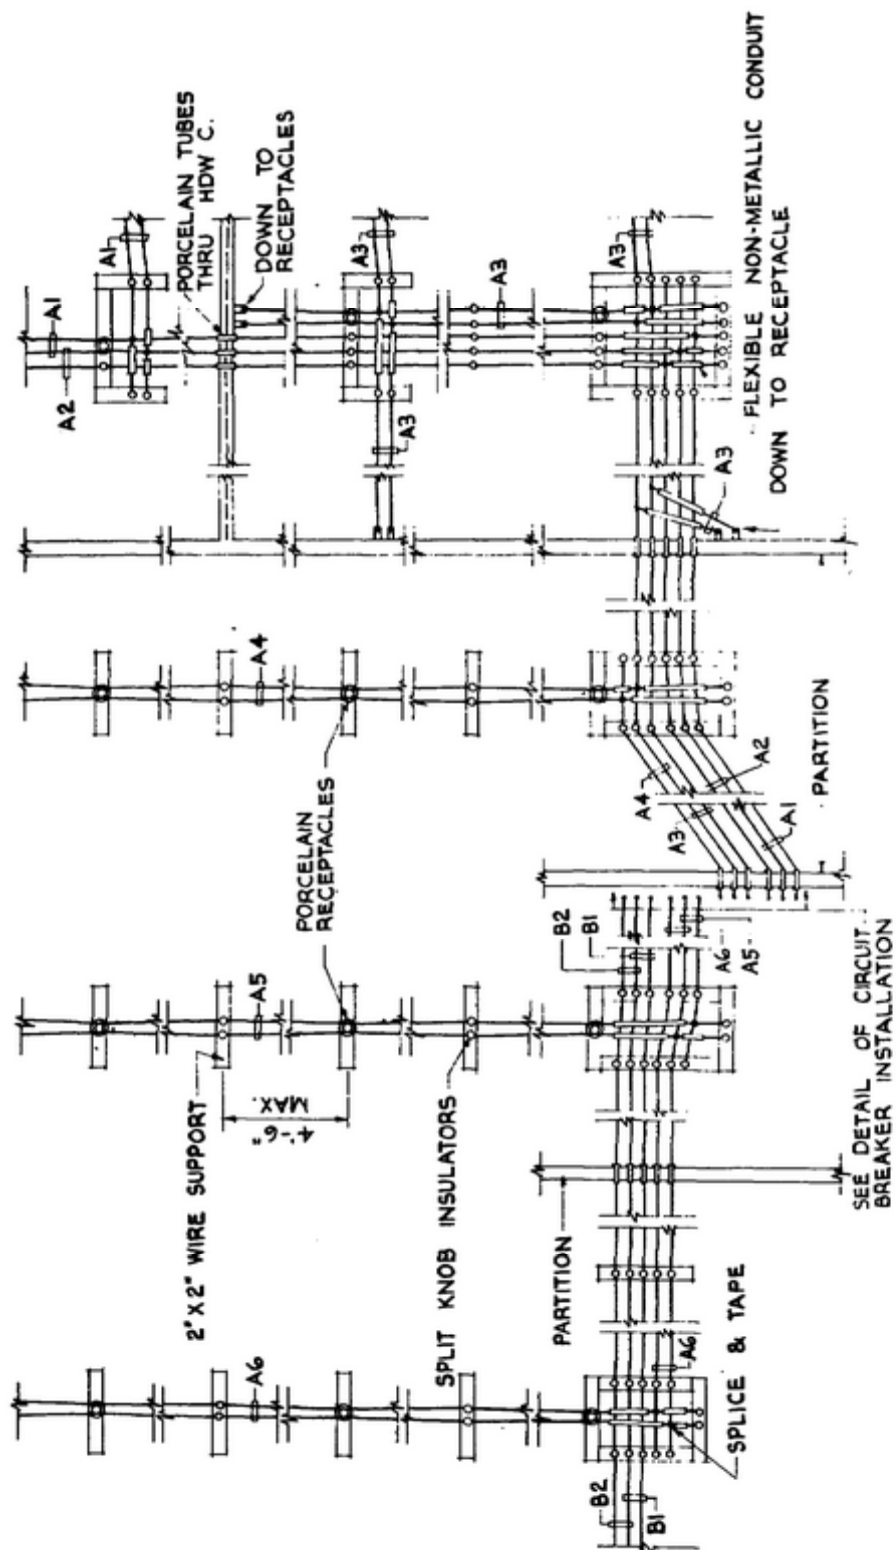 A1
A2
A1
PORCELAIN TUBES
THRU HDW C.
DOWN TO
RECEPTACLES
A3
A3
A3
A3
FLEXIBLE NON-METALLIC CONDUIT
DOWN TO RECEPTACLE
A3
A4
PORCELAIN
RECEPTACLES
A4
A3
A2
A1
PARTITION
A5
2"X2" WIRE SUPPORT
4'-6"
MAX.
SPLIT KNOB INSULATORS
B2
B1
A6
A5
SEE DETAIL OF CIRCUIT
BREAKER INSTALLATION
PARTITION
A6
A6
SPLICE & TAPE
B2
B1